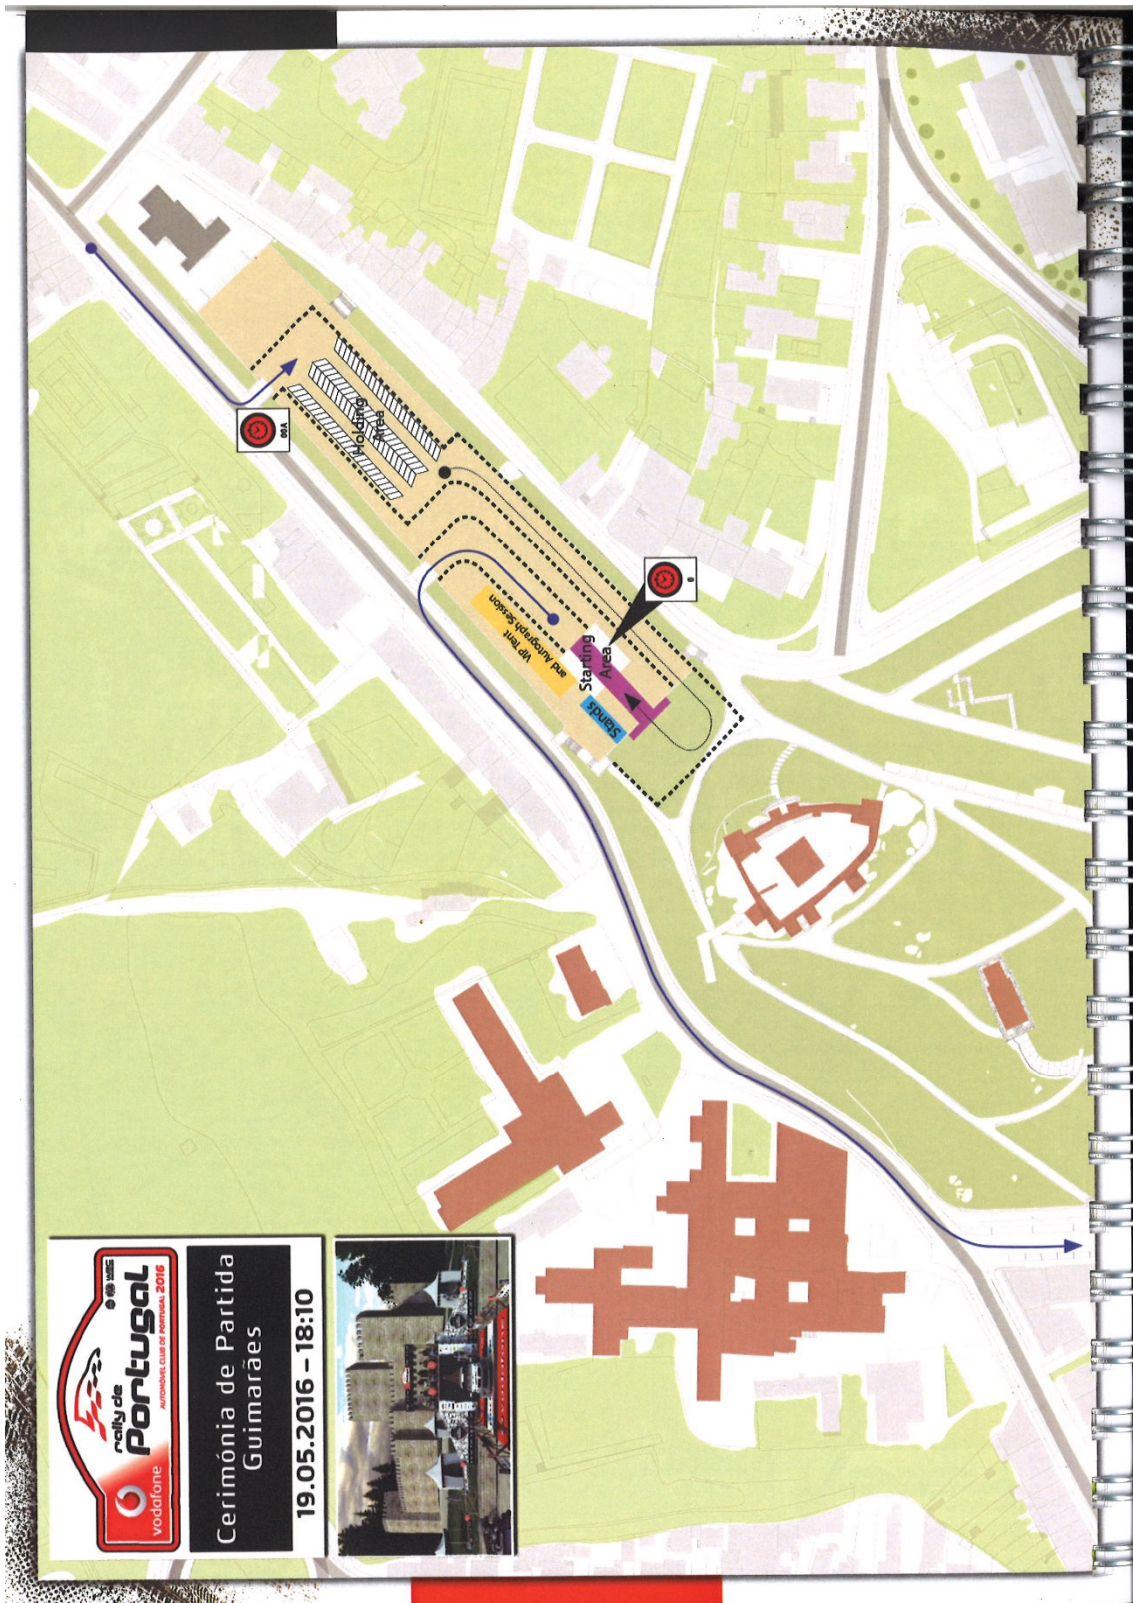 vodafone
rally de
Portugal
AUTOMÓVEL CLUB DE PORTUGAL 2016
WRC
Cerimónia de Partida
Guimarães
19.05.2016 – 18:10
00A
Holding
Area
VIP Tent
and Autograph Session
Starting
Area
Stands
0